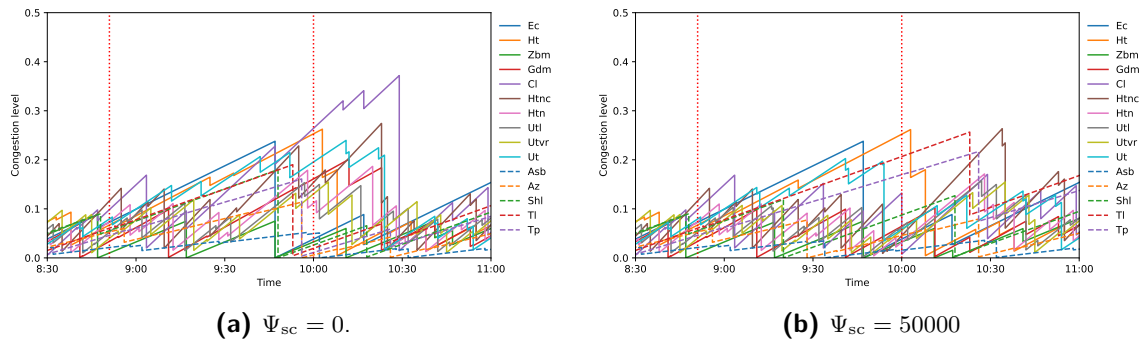 0.5
0.4
0.3
0.2
0.1
0.0
Congestion level
8:30 9:00 9:30 10:00 10:30 11:00
Time
Ec
Ht
Zbm
Gdm
Cl
Htnc
Htn
Utl
Utvr
Ut
Asb
Az
Shl
Tl
Tp
(a) Ψsc = 0.
0.5
0.4
0.3
0.2
0.1
0.0
Congestion level
8:30 9:00 9:30 10:00 10:30 11:00
Time
Ec
Ht
Zbm
Gdm
Cl
Htnc
Htn
Utl
Utvr
Ut
Asb
Az
Shl
Tl
Tp
(b) Ψsc = 50000